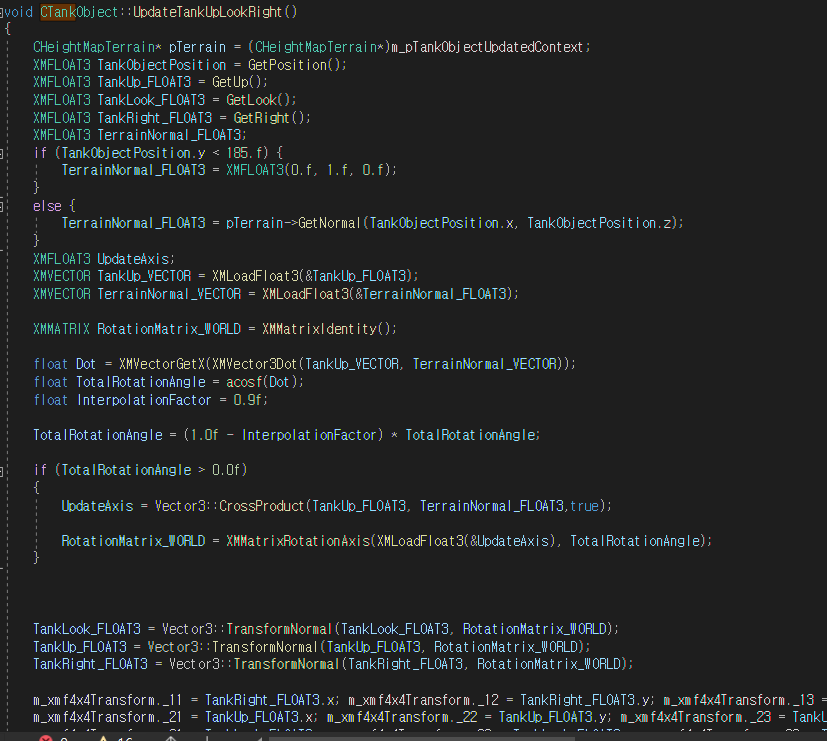 void CTankObject::UpdateTankUpLookRight()
{
CHeightMapTerrain* pTerrain = (CHeightMapTerrain*)m_pTankObjectUpdatedContext;
XMFLOAT3 TankObjectPosition = GetPosition();
XMFLOAT3 TankUp_FLOAT3 = GetUp();
XMFLOAT3 TankLook_FLOAT3 = GetLook();
XMFLOAT3 TankRight_FLOAT3 = GetRight();
XMFLOAT3 TerrainNormal_FLOAT3;
if (TankObjectPosition.y < 185.f) {
TerrainNormal_FLOAT3 = XMFLOAT3(0.f, 1.f, 0.f);
}
else {
TerrainNormal_FLOAT3 = pTerrain->GetNormal(TankObjectPosition.x, TankObjectPosition.z);
}
XMFLOAT3 UpdateAxis;
XMVECTOR TankUp_VECTOR = XMLoadFloat3(&TankUp_FLOAT3);
XMVECTOR TerrainNormal_VECTOR = XMLoadFloat3(&TerrainNormal_FLOAT3);
XMMATRIX RotationMatrix_WORLD = XMMatrixIdentity();
float Dot = XMVectorGetX(XMVector3Dot(TankUp_VECTOR, TerrainNormal_VECTOR));
float TotalRotationAngle = acosf(Dot);
float InterpolationFactor = 0.9f;
TotalRotationAngle = (1.0f - InterpolationFactor) * TotalRotationAngle;
if (TotalRotationAngle > 0.0f)
{
UpdateAxis = Vector3::CrossProduct(TankUp_FLOAT3, TerrainNormal_FLOAT3,true);
RotationMatrix_WORLD = XMMatrixRotationAxis(XMLoadFloat3(&UpdateAxis), TotalRotationAngle);
}
TankLook_FLOAT3 = Vector3::TransformNormal(TankLook_FLOAT3, RotationMatrix_WORLD);
TankUp_FLOAT3 = Vector3::TransformNormal(TankUp_FLOAT3, RotationMatrix_WORLD);
TankRight_FLOAT3 = Vector3::TransformNormal(TankRight_FLOAT3, RotationMatrix_WORLD);
m_xmf4x4Transform._11 = TankRight_FLOAT3.x; m_xmf4x4Transform._12 = TankRight_FLOAT3.y; m_xmf4x4Transform._13 =
m_xmf4x4Transform._21 = TankUp_FLOAT3.x; m_xmf4x4Transform._22 = TankUp_FLOAT3.y; m_xmf4x4Transform._23 = TankU